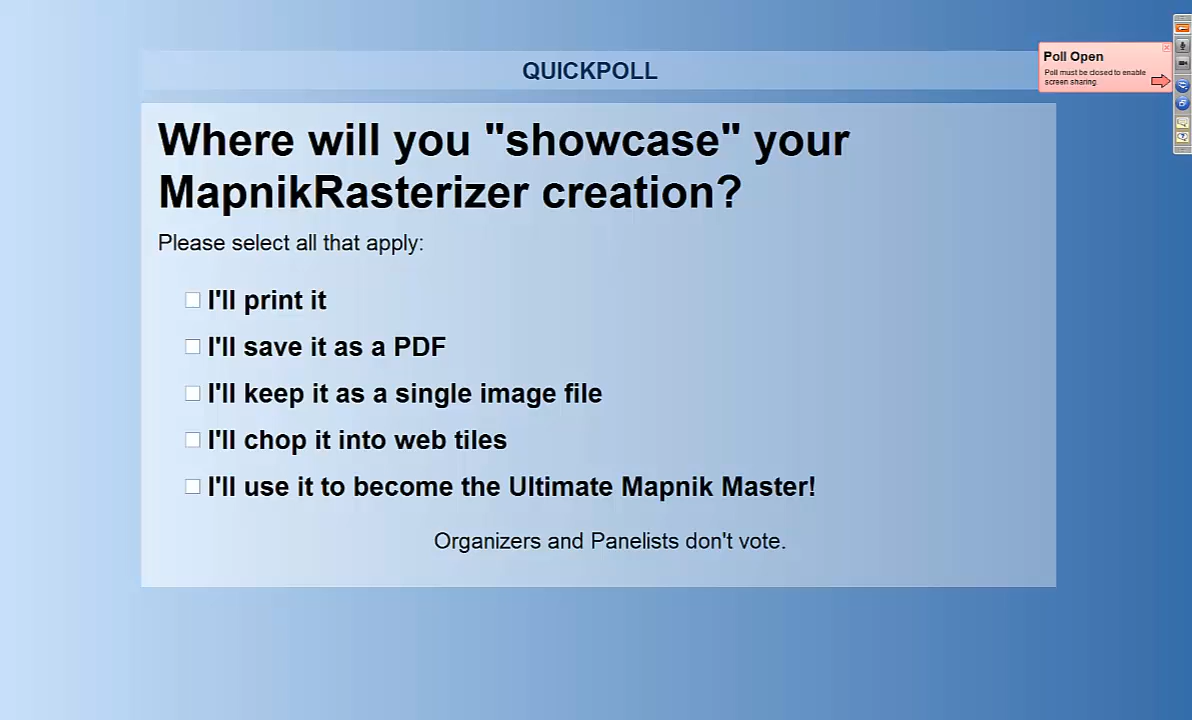 QUICKPOLL
Poll Open
Poll must be closed to enable
screen sharing.
Where will you "showcase" your
MapnikRasterizer creation?
Please select all that apply:
I'll print it
I'll save it as a PDF
I'll keep it as a single image file
I'll chop it into web tiles
I'll use it to become the Ultimate Mapnik Master!
Organizers and Panelists don't vote.